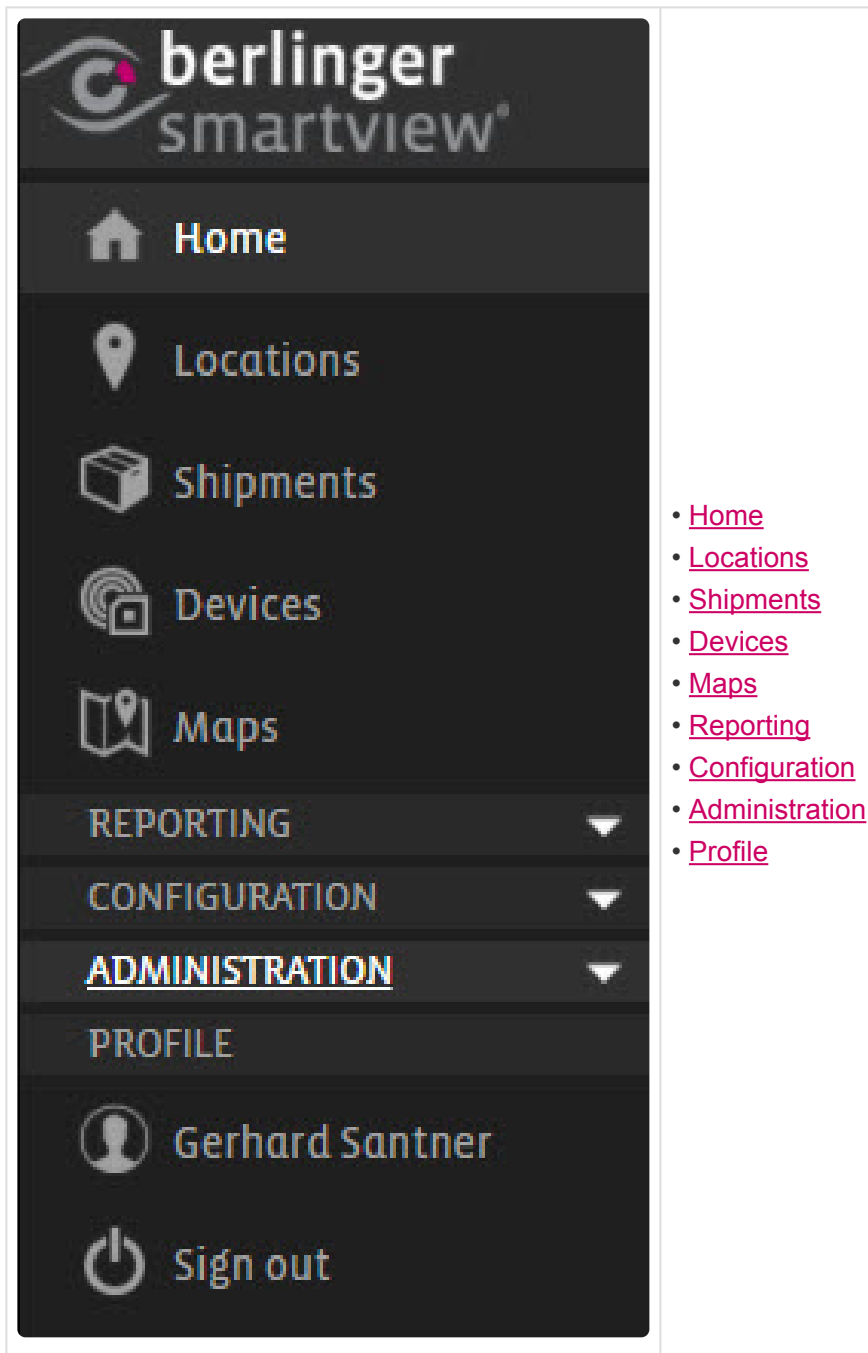 berlinger
smartview®
Home
Locations
Shipments
Devices
Maps
REPORTING
CONFIGURATION
ADMINISTRATION
PROFILE
Gerhard Santner
Sign out
• Home
• Locations
• Shipments
• Devices
• Maps
• Reporting
• Configuration
• Administration
• Profile